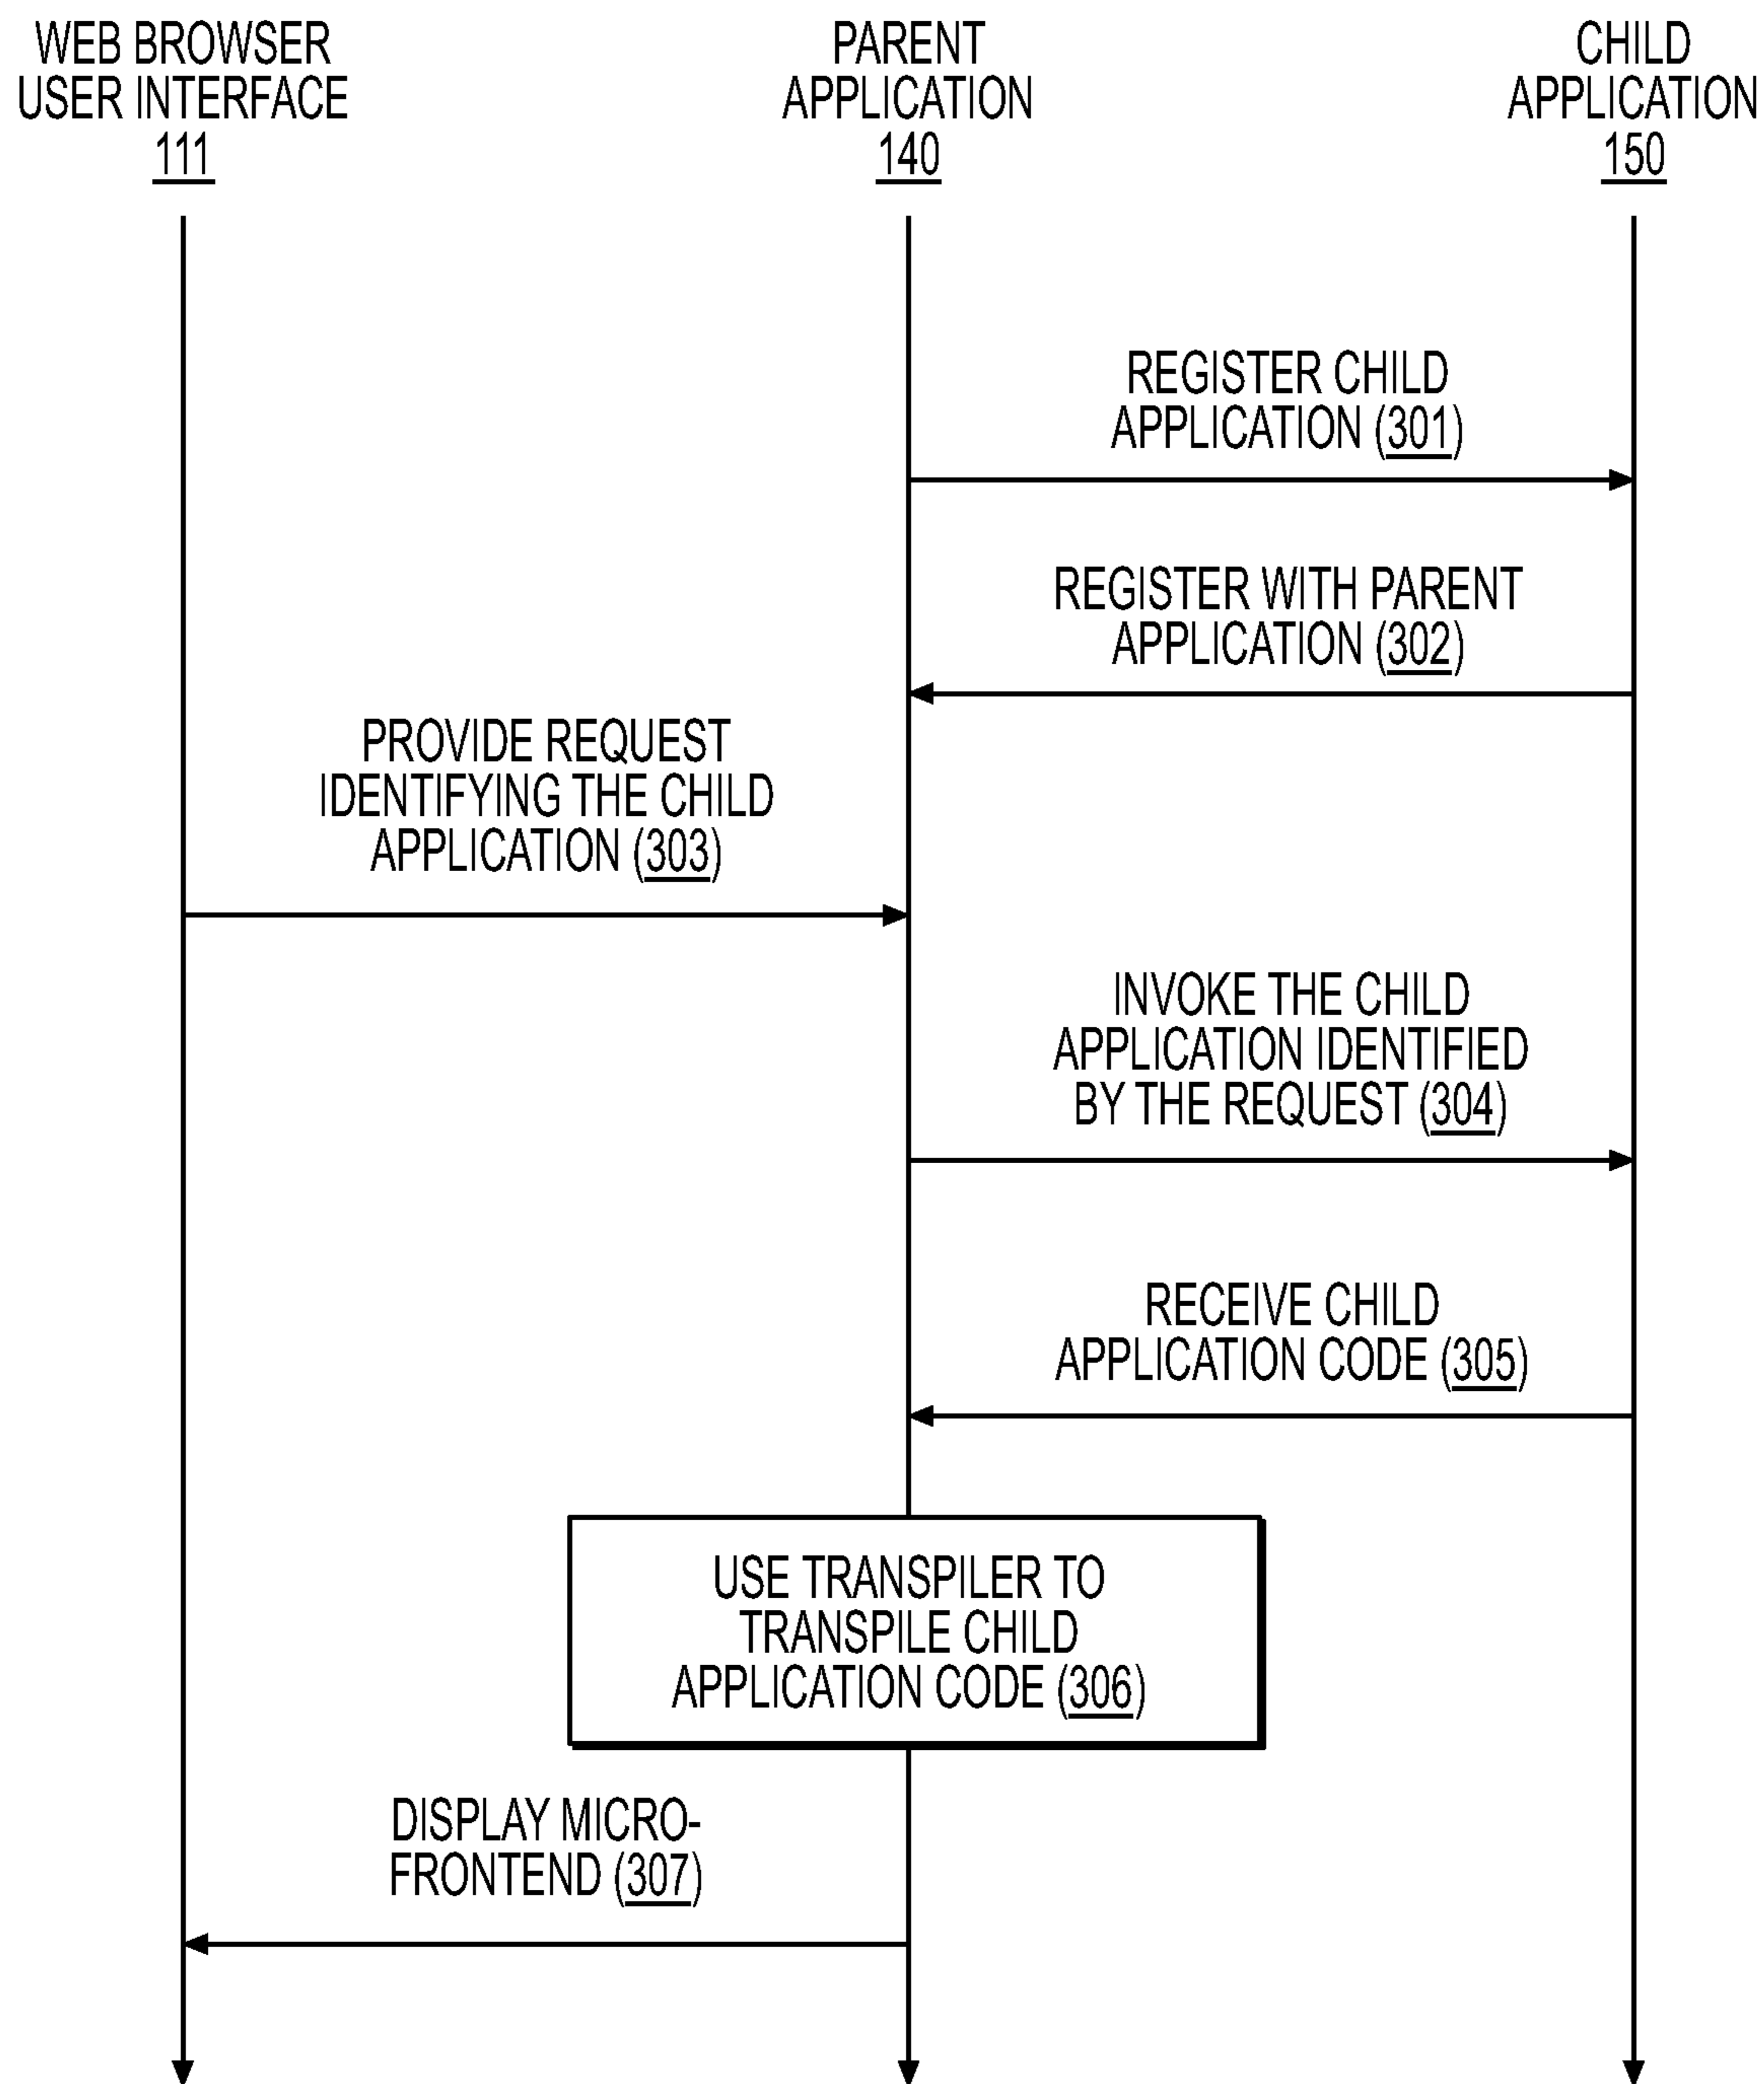 WEB BROWSER
USER INTERFACE
111
PARENT
APPLICATION
140
CHILD
APPLICATION
150
REGISTER CHILD
APPLICATION (301)
REGISTER WITH PARENT
APPLICATION (302)
PROVIDE REQUEST
IDENTIFYING THE CHILD
APPLICATION (303)
INVOKE THE CHILD
APPLICATION IDENTIFIED
BY THE REQUEST (304)
RECEIVE CHILD
APPLICATION CODE (305)
USE TRANSPILER TO
TRANSPILE CHILD
APPLICATION CODE (306)
DISPLAY MICRO-
FRONTEND (307)